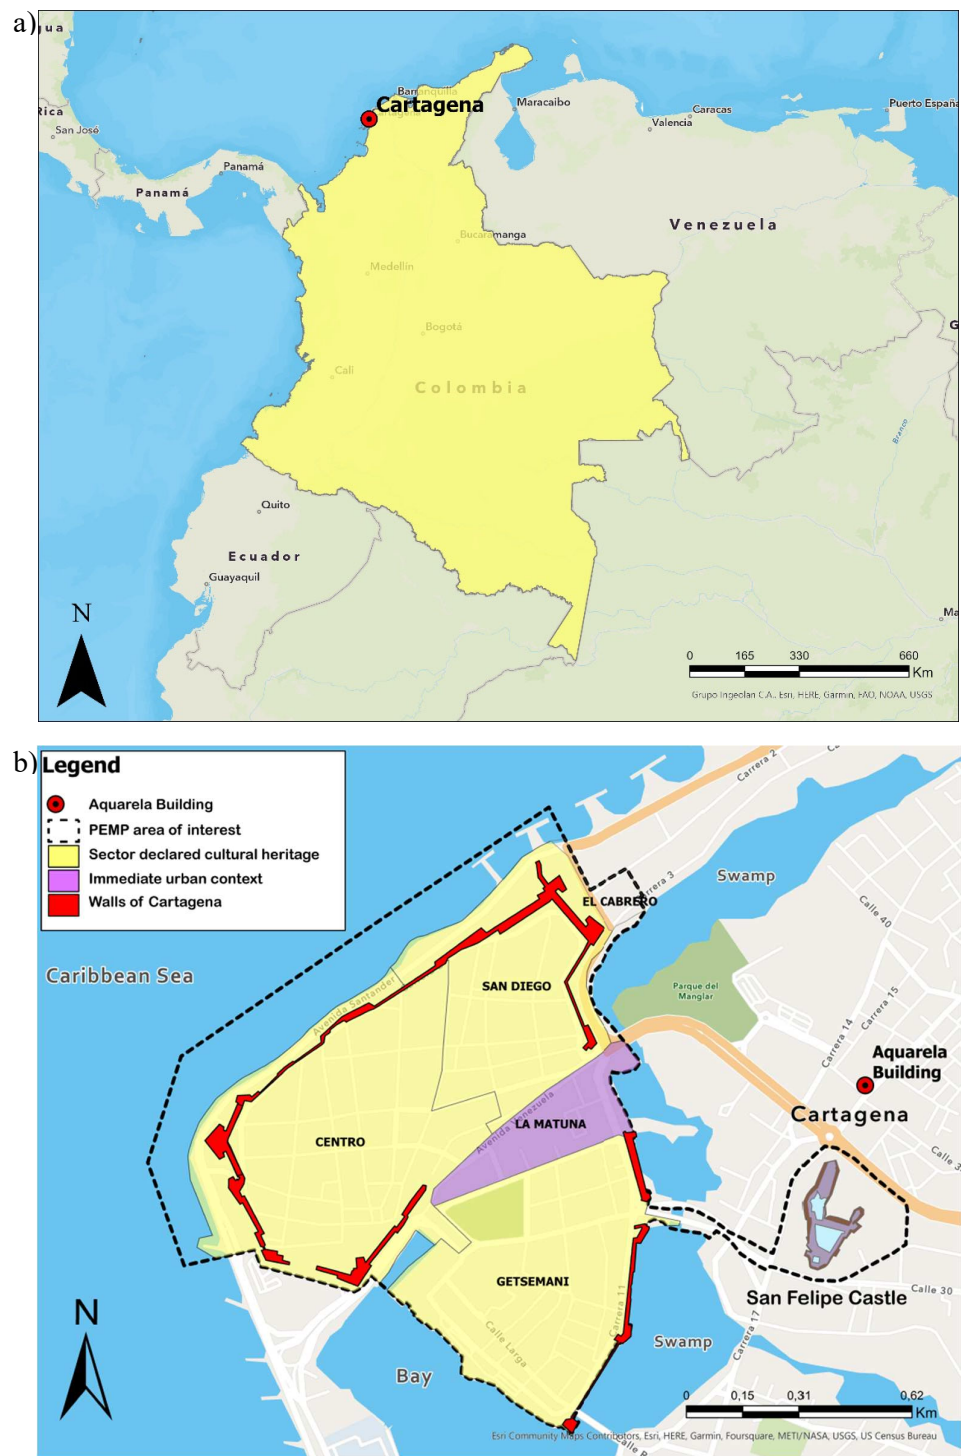 a)
gua
Rica
San José
Panamá
Panamá
Barranquilla
Cartagena
Cartagena
Maracaibo
Caracas
Valencia
Puerto España
Venezuela
Bucaramanga
Medellín
Bogotá
G
Cali
Colombia
Branco
Quito
Ecuador
Guayaquil
Ma
N
0 165 330 660
Km
Grupo Ingeolan C.A., Esri, HERE, Garmin, FAO, NOAA, USGS
b)
Legend
Aquarela Building
PEMP area of interest
Sector declared cultural heritage
Immediate urban context
Walls of Cartagena
Carrera 2
Swamp
Carrera 3
EL CABRERO
Calle 40
Caribbean Sea
SAN DIEGO
Parque del
Manglar
Avenida Santander
Carrera 15
Carrera 14
Aquarela
Building
Cartagena
Avenida Venezuela
LA MATUNA
CENTRO
GETSEMANI
San Felipe Castle
Calle 30
Carrera 11
Carrera 17
Calle Larga
Swamp
N
Bay
0 0,15 0,31 0,62
Km
Esri Community Maps Contributors, Esri, HERE, Garmin, Foursquare, METI/NASA, USGS, US Census Bureau